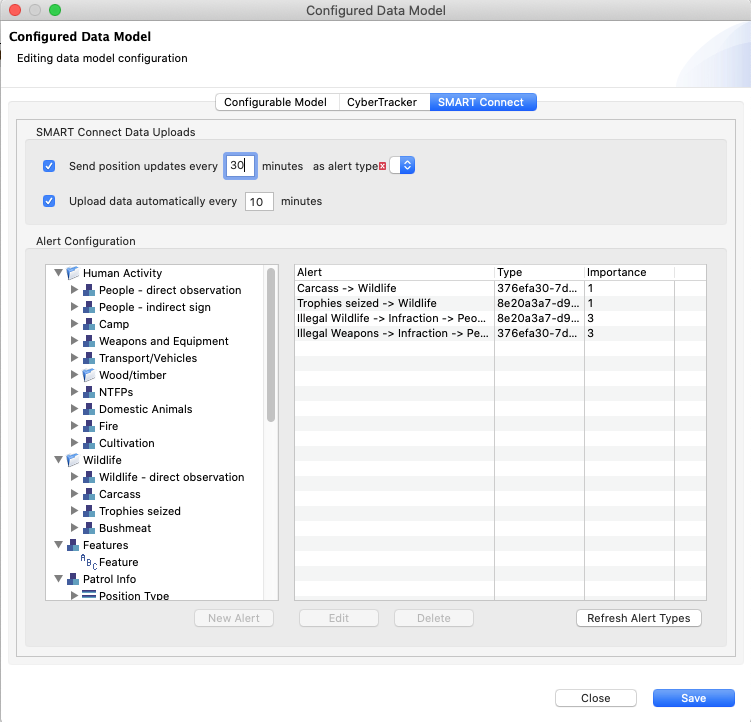 Configured Data Model
Configured Data Model
Editing data model configuration
Configurable Model CyberTracker SMART Connect
SMART Connect Data Uploads
Send position updates every 30 minutes as alert type
Upload data automatically every 10 minutes
Alert Configuration
Human Activity
People - direct observation
People - indirect sign
Camp
Weapons and Equipment
Transport/Vehicles
Wood/timber
NTFPs
Domestic Animals
Fire
Cultivation
Wildlife
Wildlife - direct observation
Carcass
Trophies seized
Bushmeat
Features
ABC Feature
Patrol Info
Position Type
Alert Type Importance
Carcass -> Wildlife 376efa30-7d... 1
Trophies seized -> Wildlife 8e20a3a7-d9... 1
Illegal Wildlife -> Infraction -> Peo... 8e20a3a7-d9... 3
Illegal Weapons -> Infraction -> Pe... 376efa30-7d... 3
New Alert Edit Delete Refresh Alert Types
Close Save